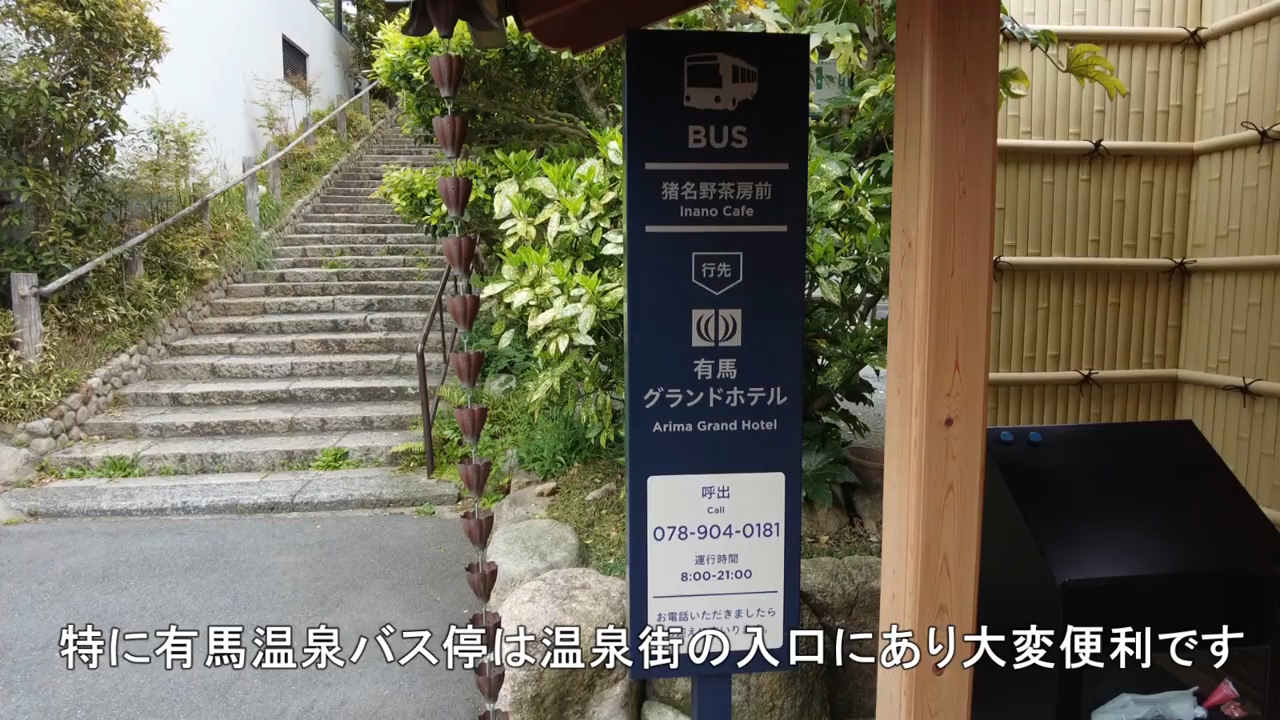 BUS
猪名野茶房前
Inano Cafe
行先
有馬
グランドホテル
Arima Grand Hotel
呼出
Call
078-904-0181
運行時間
8:00-21:00
お電話いただきましたら
特に有馬温泉バス停は温泉街の入口にあり大変便利です